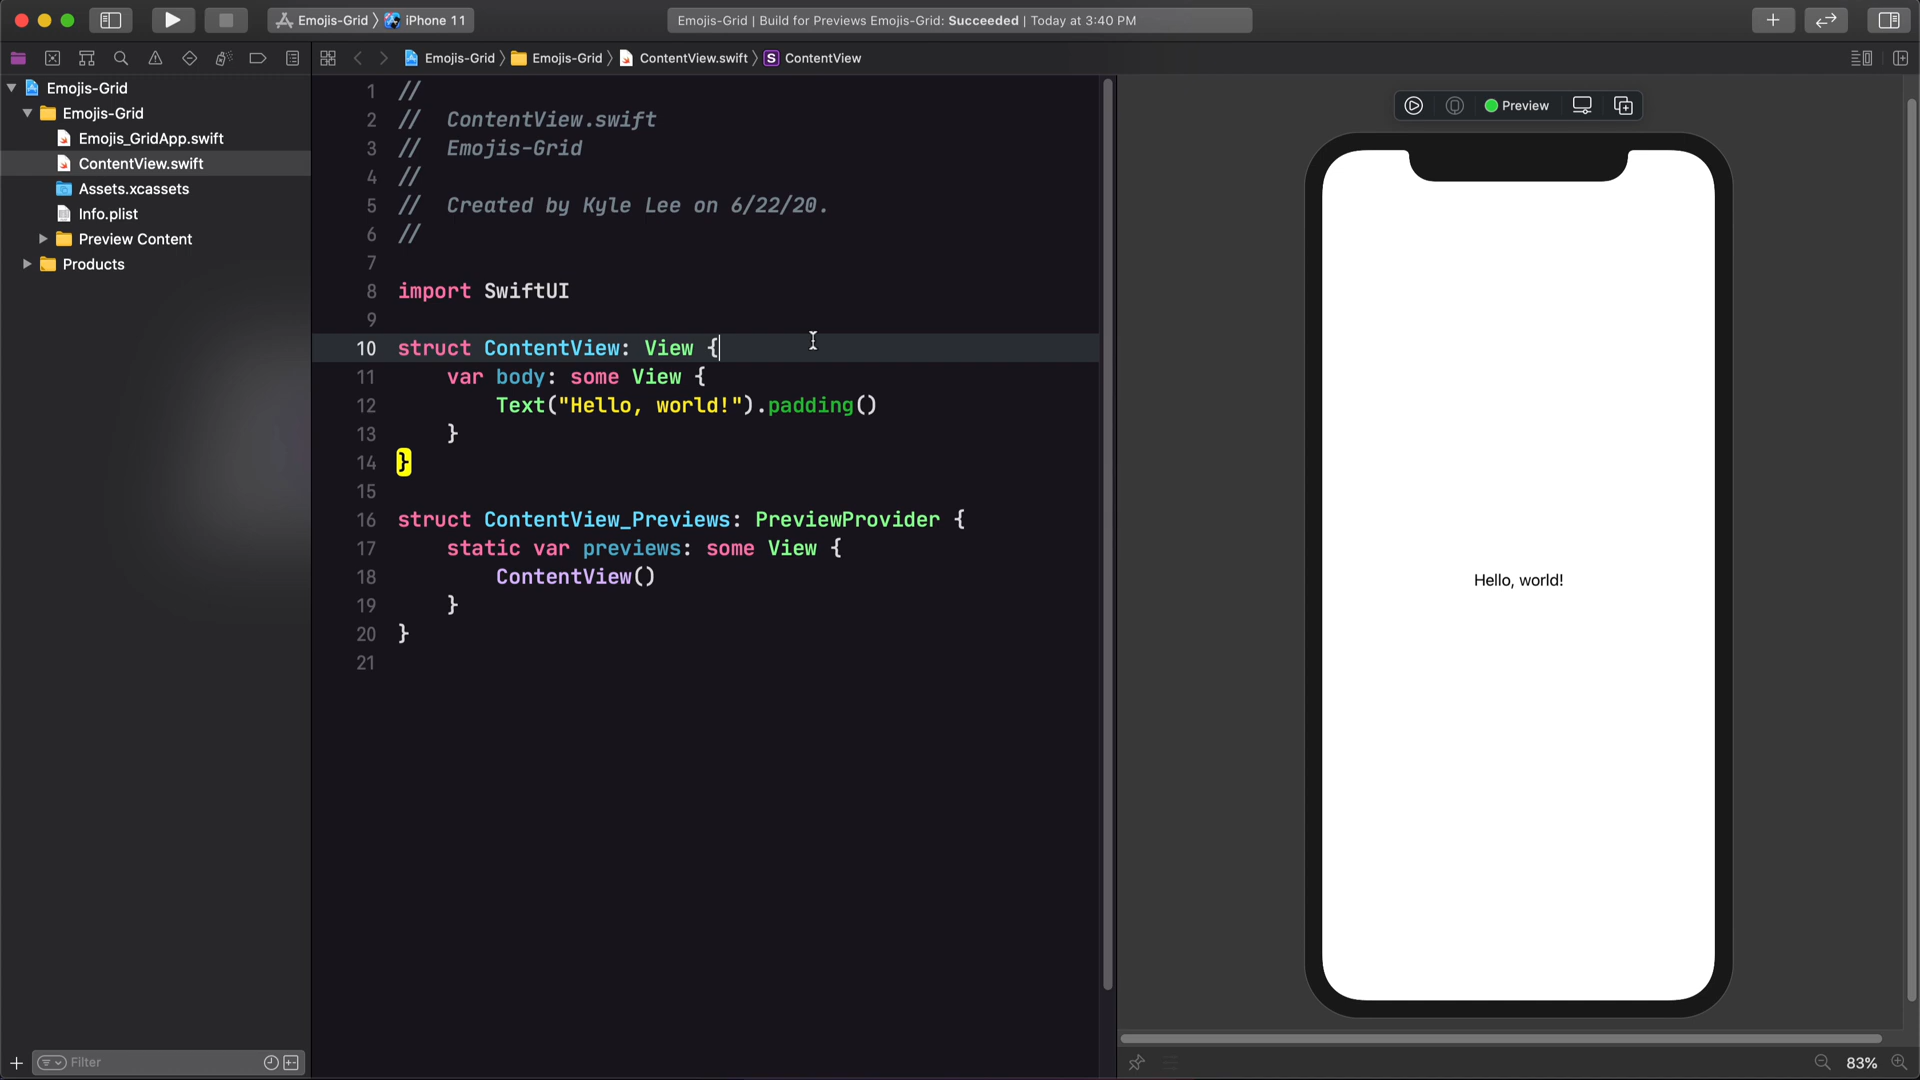 Emojis-Grid 〉 iPhone 11
Emojis-Grid | Build for Previews Emojis-Grid: Succeeded | Today at 3:40 PM
Emojis-Grid 〉 Emojis-Grid 〉 ContentView.swift 〉 S ContentView
Emojis-Grid
Emojis-Grid
Emojis_GridApp.swift
ContentView.swift
Assets.xcassets
Info.plist
Preview Content
Products
Filter
1 //
2 //  ContentView.swift
3 //  Emojis-Grid
4 //
5 //  Created by Kyle Lee on 6/22/20.
6 //
7
8 import SwiftUI
9
10 struct ContentView: View {
11     var body: some View {
12         Text("Hello, world!").padding()
13     }
14 }
15
16 struct ContentView_Previews: PreviewProvider {
17     static var previews: some View {
18         ContentView()
19     }
20 }
21
Preview
Hello, world!
83%